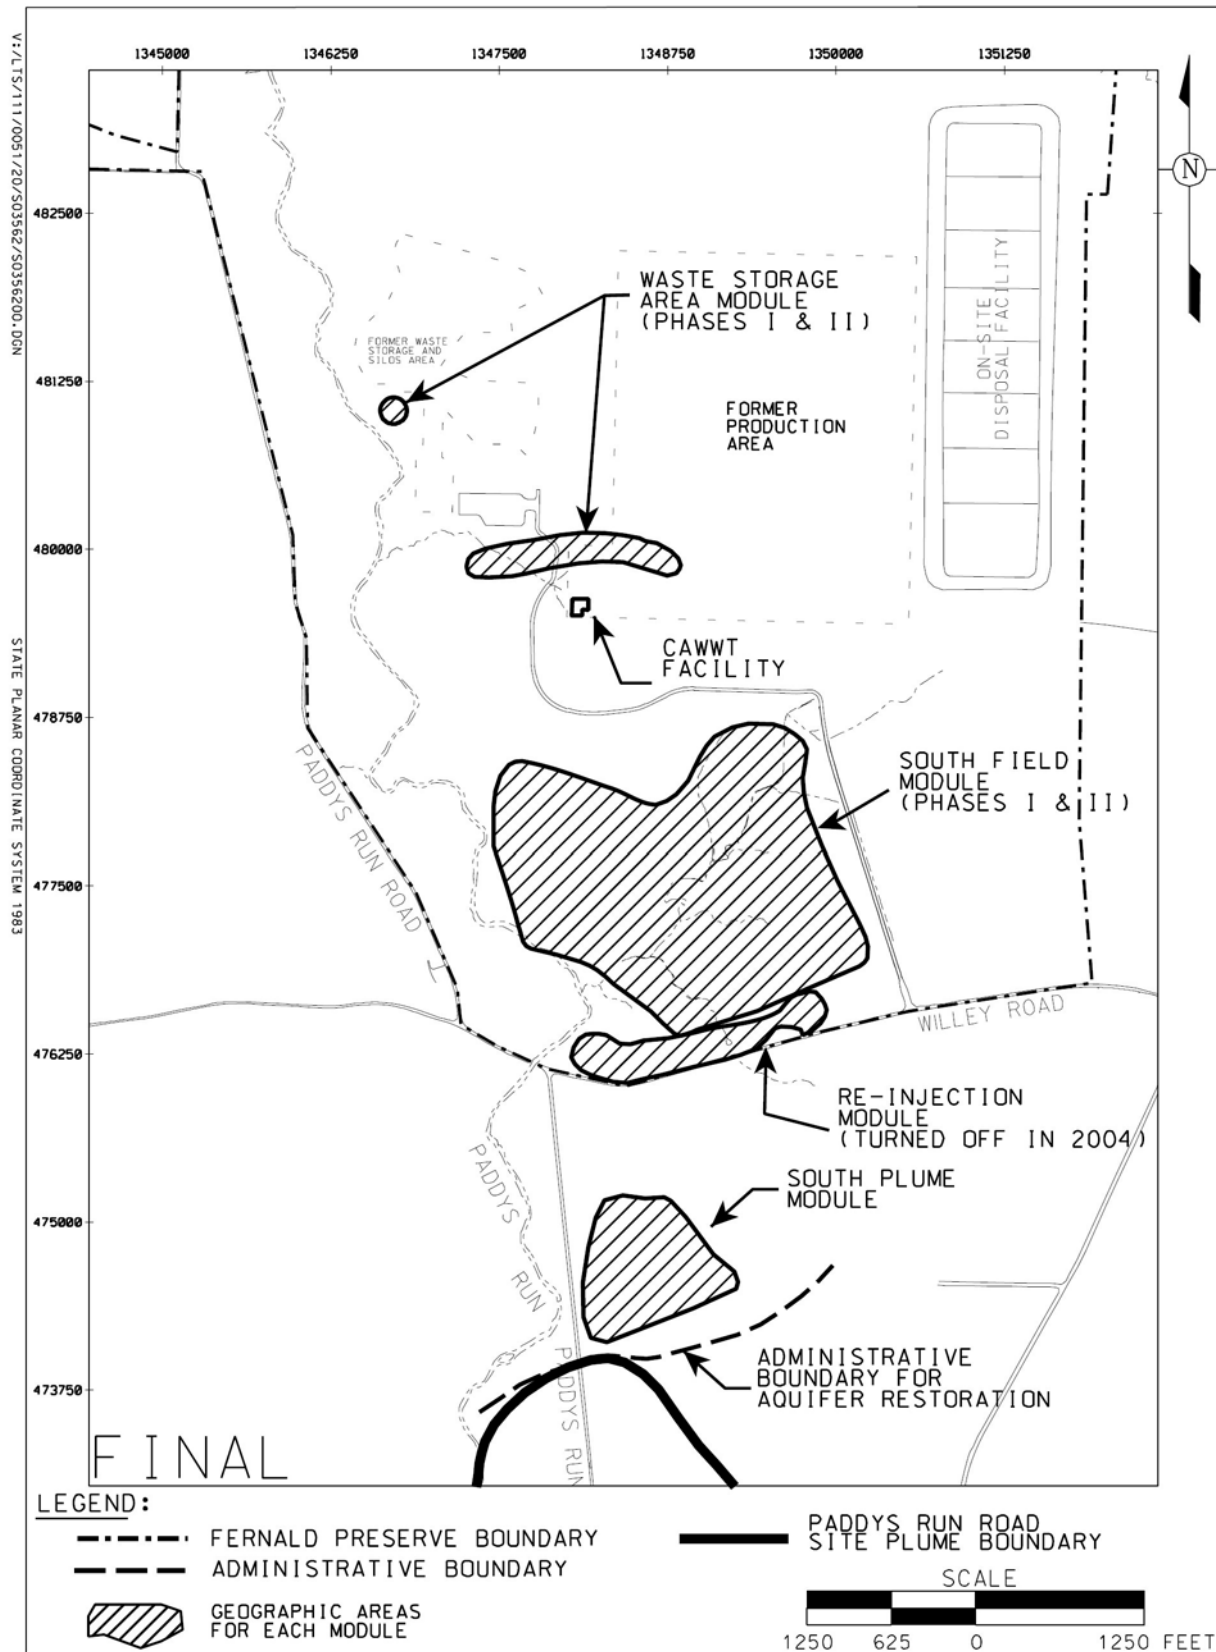 1345000 1346250 1347500 1348750 1350000 1351250
V:/LTS/111/0051/20/S03562/S0356200.DGN
STATE PLANAR COORDINATE SYSTEM 1983
N
482500
481250
480000
478750
477500
476250
475000
473750
WASTE STORAGE
AREA MODULE
(PHASES I & II)
FORMER WASTE
STORAGE AND
SILOS AREA
FORMER
PRODUCTION
AREA
ON-SITE
DISPOSAL FACILITY
CAWWT
FACILITY
SOUTH FIELD
MODULE
(PHASES I & II)
PADDYS RUN ROAD
WILLEY ROAD
RE-INJECTION
MODULE
(TURNED OFF IN 2004)
PADDYS RUN
SOUTH PLUME
MODULE
ADMINISTRATIVE
BOUNDARY FOR
AQUIFER RESTORATION
PADDYS RUN
FINAL
LEGEND:
FERNALD PRESERVE BOUNDARY
ADMINISTRATIVE BOUNDARY
GEOGRAPHIC AREAS
FOR EACH MODULE
PADDYS RUN ROAD
SITE PLUME BOUNDARY
SCALE
1250 625 0 1250 FEET